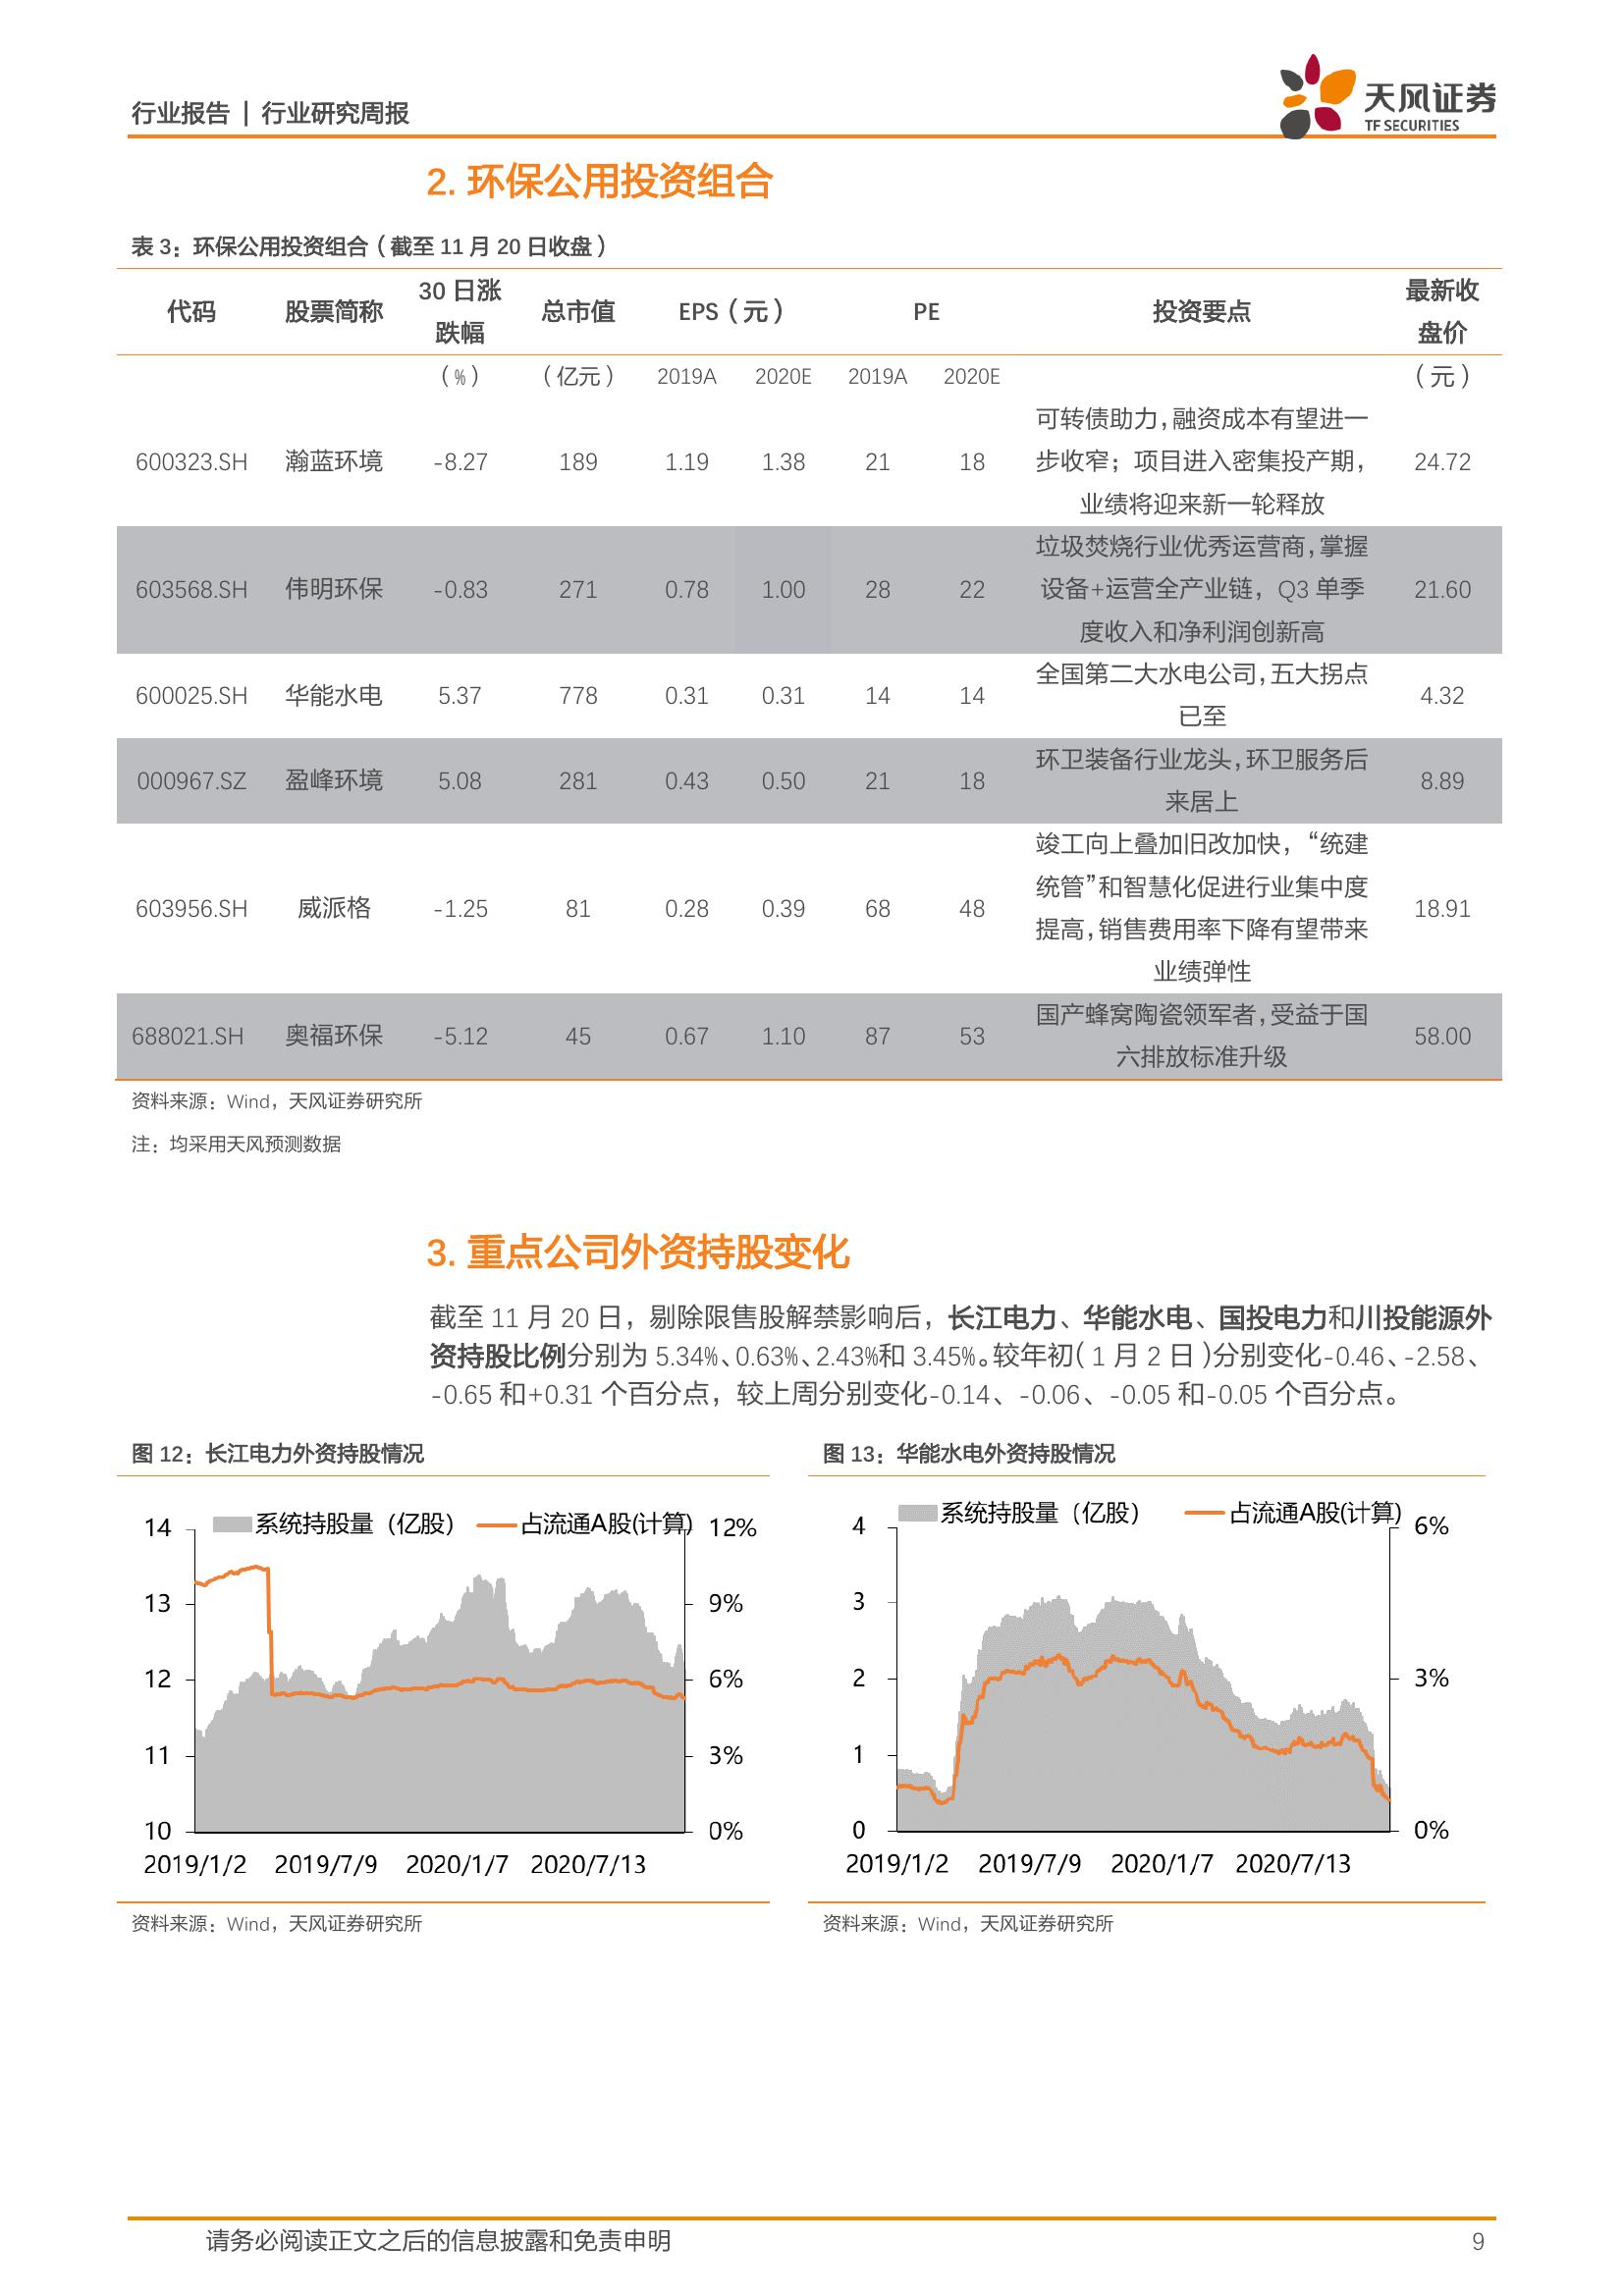 行业报告 | 行业研究周报
天风证券
TF SECURITIES
2. 环保公用投资组合
表 3：环保公用投资组合（截至 11 月 20 日收盘）
代码 股票简称 30 日涨跌幅 总市值 EPS（元） PE 投资要点 最新收盘价
（%） （亿元） 2019A 2020E 2019A 2020E （元）
600323.SH 瀚蓝环境 -8.27 189 1.19 1.38 21 18 可转债助力，融资成本有望进一步收窄；项目进入密集投产期，业绩将迎来新一轮释放 24.72
603568.SH 伟明环保 -0.83 271 0.78 1.00 28 22 垃圾焚烧行业优秀运营商，掌握设备+运营全产业链，Q3 单季度收入和净利润创新高 21.60
600025.SH 华能水电 5.37 778 0.31 0.31 14 14 全国第二大水电公司，五大拐点已至 4.32
000967.SZ 盈峰环境 5.08 281 0.43 0.50 21 18 环卫装备行业龙头，环卫服务后来居上 8.89
603956.SH 威派格 -1.25 81 0.28 0.39 68 48 竣工向上叠加旧改加快，“统建统管”和智慧化促进行业集中度提高，销售费用率下降有望带来业绩弹性 18.91
688021.SH 奥福环保 -5.12 45 0.67 1.10 87 53 国产蜂窝陶瓷领军者，受益于国六排放标准升级 58.00
资料来源：Wind，天风证券研究所
注：均采用天风预测数据
3. 重点公司外资持股变化
截至 11 月 20 日，剔除限售股解禁影响后，长江电力、华能水电、国投电力和川投能源外
资持股比例分别为 5.34%、0.63%、2.43%和 3.45%。较年初（1 月 2 日）分别变化-0.46、-2.58、
-0.65 和+0.31 个百分点，较上周分别变化-0.14、-0.06、-0.05 和-0.05 个百分点。
图 12：长江电力外资持股情况
系统持股量（亿股） 占流通A股(计算)
14 12%
13 9%
12 6%
11 3%
10 0%
2019/1/2 2019/7/9 2020/1/7 2020/7/13
资料来源：Wind，天风证券研究所
图 13：华能水电外资持股情况
系统持股量（亿股） 占流通A股(计算)
4 6%
3
2 3%
1
0 0%
2019/1/2 2019/7/9 2020/1/7 2020/7/13
资料来源：Wind，天风证券研究所
请务必阅读正文之后的信息披露和免责申明 9